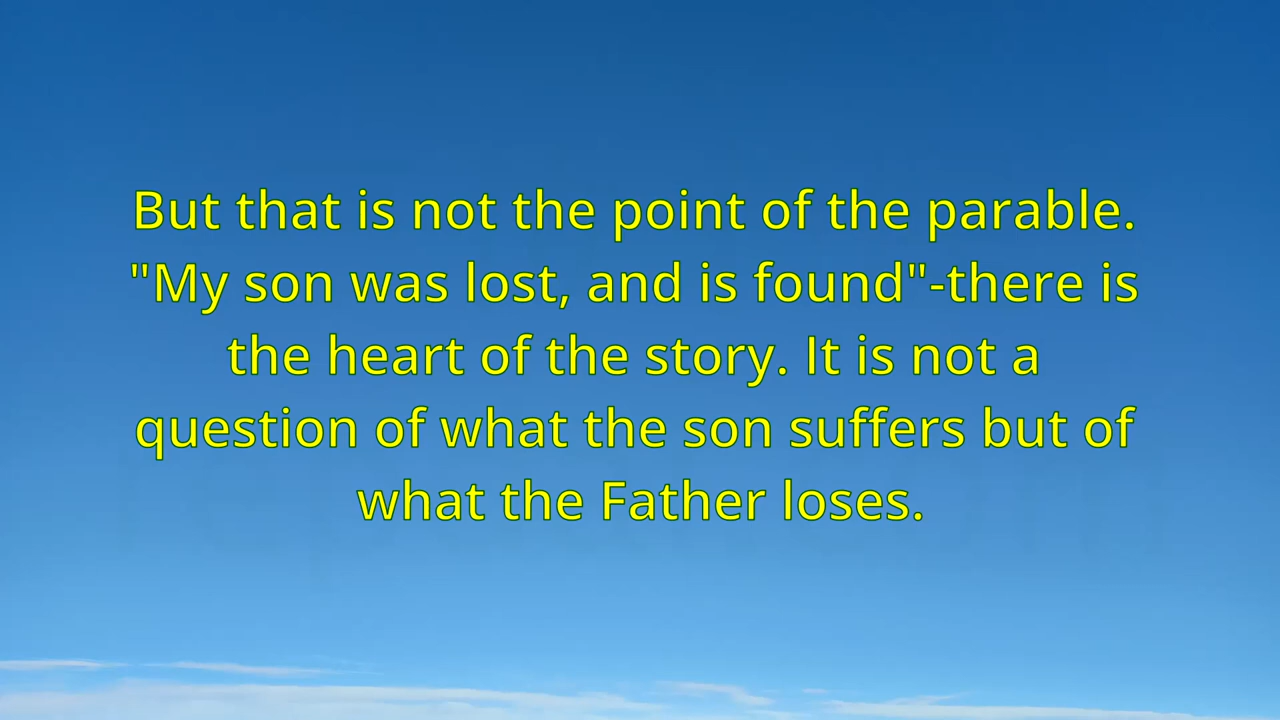 But that is not the point of the parable.
"My son was lost, and is found"-there is
the heart of the story. It is not a
question of what the son suffers but of
what the Father loses.